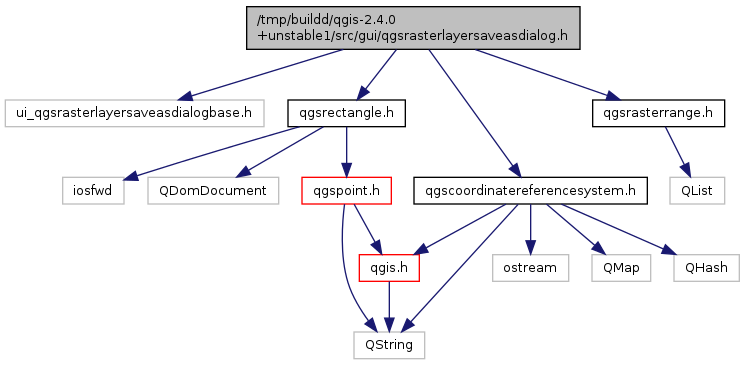 /tmp/buildd/qgis-2.4.0
+unstable1/src/gui/qgsrasterlayersaveasdialog.h
ui_qgsrasterlayersaveasdialogbase.h
qgsrectangle.h
qgsrasterrange.h
iosfwd
QDomDocument
qgspoint.h
qgscoordinatereferencesystem.h
QList
qgis.h
ostream
QMap
QHash
QString